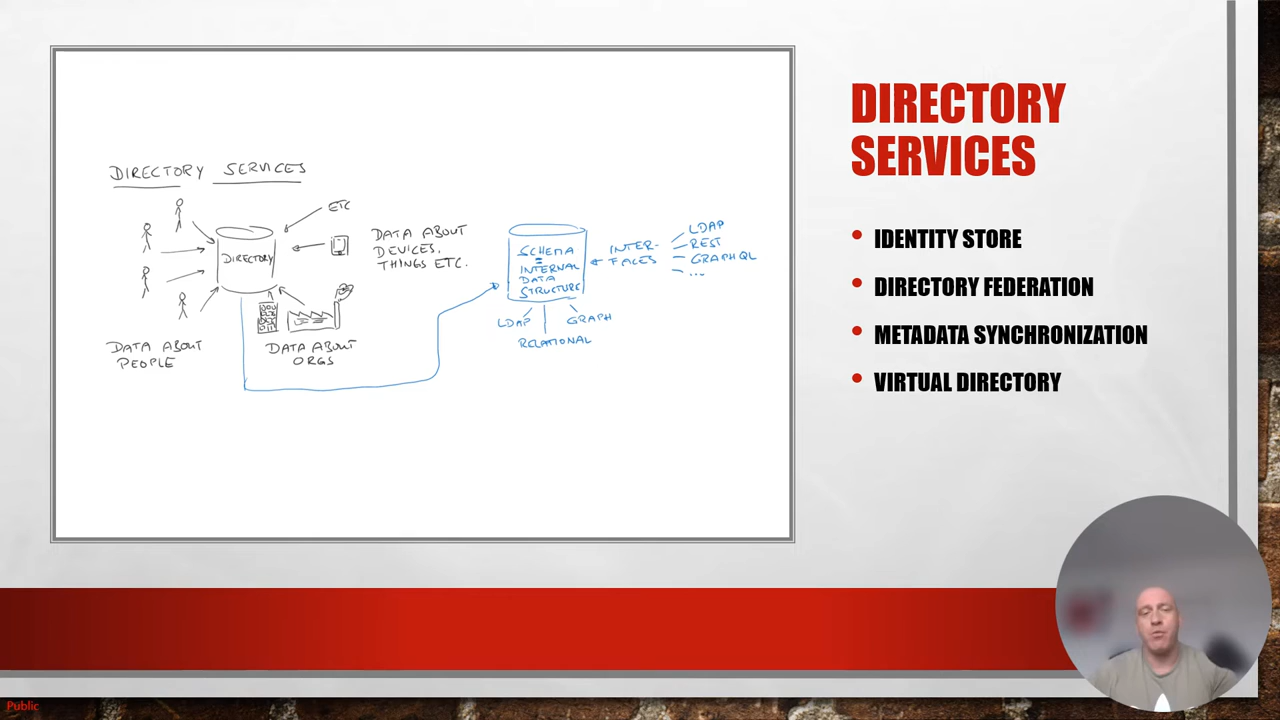 DIRECTORY SERVICES
ETC
DIRECTORY
DATA ABOUT
DEVICES.
THINGS ETC.
DATA ABOUT
PEOPLE
DATA ABOUT
ORGS
SCHEMA
=
INTERNAL
DATA
STRUCTURE
INTER-
FACES
LDAP
REST
GRAPHQL
...
LDAP
GRAPH
RELATIONAL
DIRECTORY
SERVICES
• IDENTITY STORE
• DIRECTORY FEDERATION
• METADATA SYNCHRONIZATION
• VIRTUAL DIRECTORY
Public